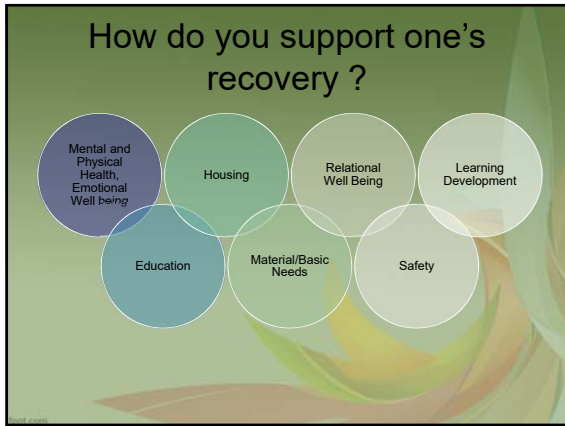 How do you support one’s
recovery ?
Mental and
Physical
Health,
Emotional
Well being
Housing
Relational
Well Being
Learning
Development
Education
Material/Basic
Needs
Safety